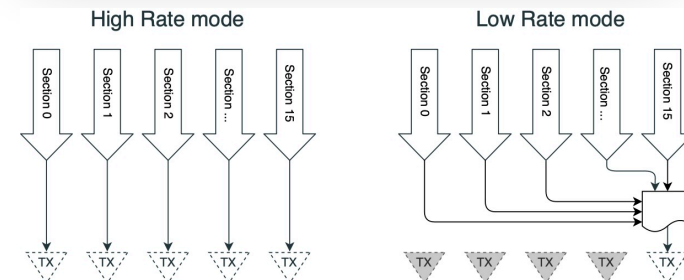 High Rate mode
Low Rate mode
Section 0
Section 1
Section 2
Section ...
Section 15
Section 0
Section 1
Section 2
Section ...
Section 15
TX
TX
TX
TX
TX
TX
TX
TX
TX
TX